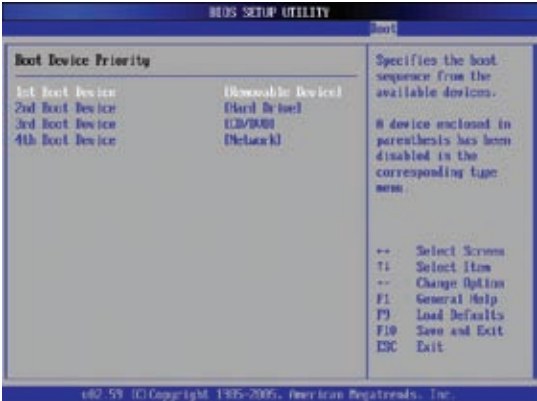 BIOS SETUP UTILITY
Boot
Boot Device Priority
1st Boot Device [Removable Device]
2nd Boot Device [Hard Drive]
3rd Boot Device [CD/DVD]
4th Boot Device [Network]
Specifies the boot
sequence from the
available devices.
A device enclosed in
parenthesis has been
disabled in the
corresponding type
menu.
↔ Select Screen
↑↓ Select Item
+- Change Option
F1 General Help
F9 Load Defaults
F10 Save and Exit
ESC Exit
v02.59 (C)Copyright 1985-2005, American Megatrends, Inc.